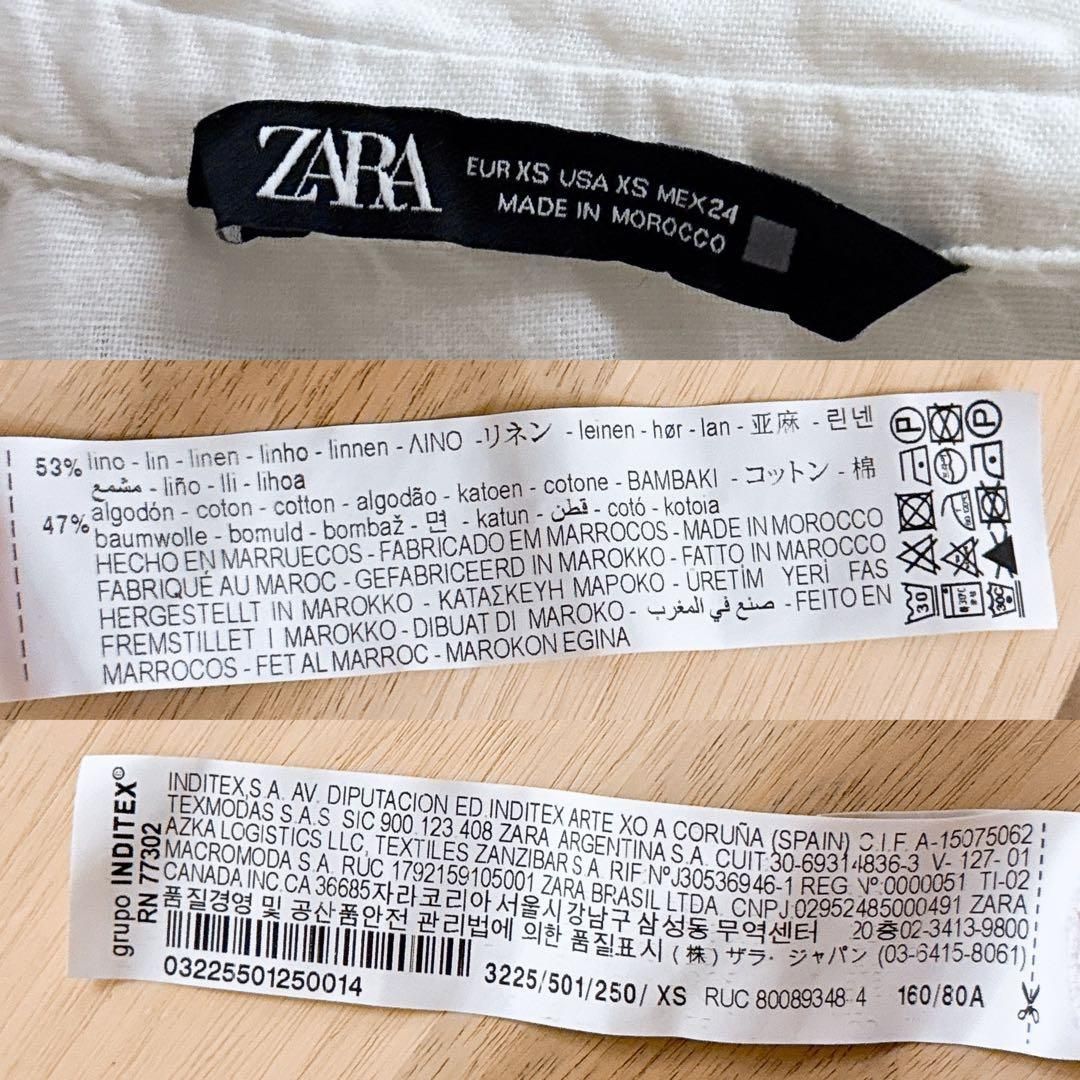 ZARA
EUR XS USA XS MEX 24
MADE IN MOROCCO
53% lino - lin - linen - linho - linnen - ΛΙΝΟ - リネン - leinen - hør - lan - 亚麻 - 린넨
مشمع - liño - lli - lihoa
47% algodón - coton - cotton - algodão - katoen - cotone - BAMBAKI - コットン - 棉
baumwolle - bomuld - bombaž - 면 - katun - قطن - cotó - kotoia
HECHO EN MARRUECOS - FABRICADO EM MARROCOS - MADE IN MOROCCO
FABRIQUÉ AU MAROC - GEFABRICEERD IN MAROKKO - FATTO IN MAROCCO
HERGESTELLT IN MAROKKO - ΚΑΤΑΣΚΕΥΗ ΜΑΡΟΚΟ - ÜRETİM YERİ FAS
FREMSTILLET I MAROKKO - DIBUAT DI MAROKO - صنع في المغرب - FEITO EN
MARROCOS - FET AL MARROC - MAROKON EGINA
P P
30 30C
grupo INDITEX®
RN 77302
INDITEX,S.A. AV. DIPUTACION ED.INDITEX ARTEIXO A CORUÑA (SPAIN) C.I.F. A-15075062
TEXMODAS S.A.S. SIC 900.123.408 ZARA ARGENTINA S.A. CUIT:30-69314836-3 V-127-01
AZKA LOGISTICS LLC, TEXTILES ZANZIBAR S.A. RIF.Nº J30536946-1 REG.Nº:0000051 TI-02
MACROMODA S.A. RUC 1792159105001 ZARA BRASIL LTDA. CNPJ:02952485000491 ZARA
CANADA INC. CA 36685 자라코리아 서울시 강남구 삼성동 무역센터 20층 02-3413-9800
품질경영 및 공산품안전 관리법에 의한 품질표시 (株) ザラ・ジャパン (03-6415-8061)
03225501250014
3225/501/250/ XS RUC 80089348-4 160/80A